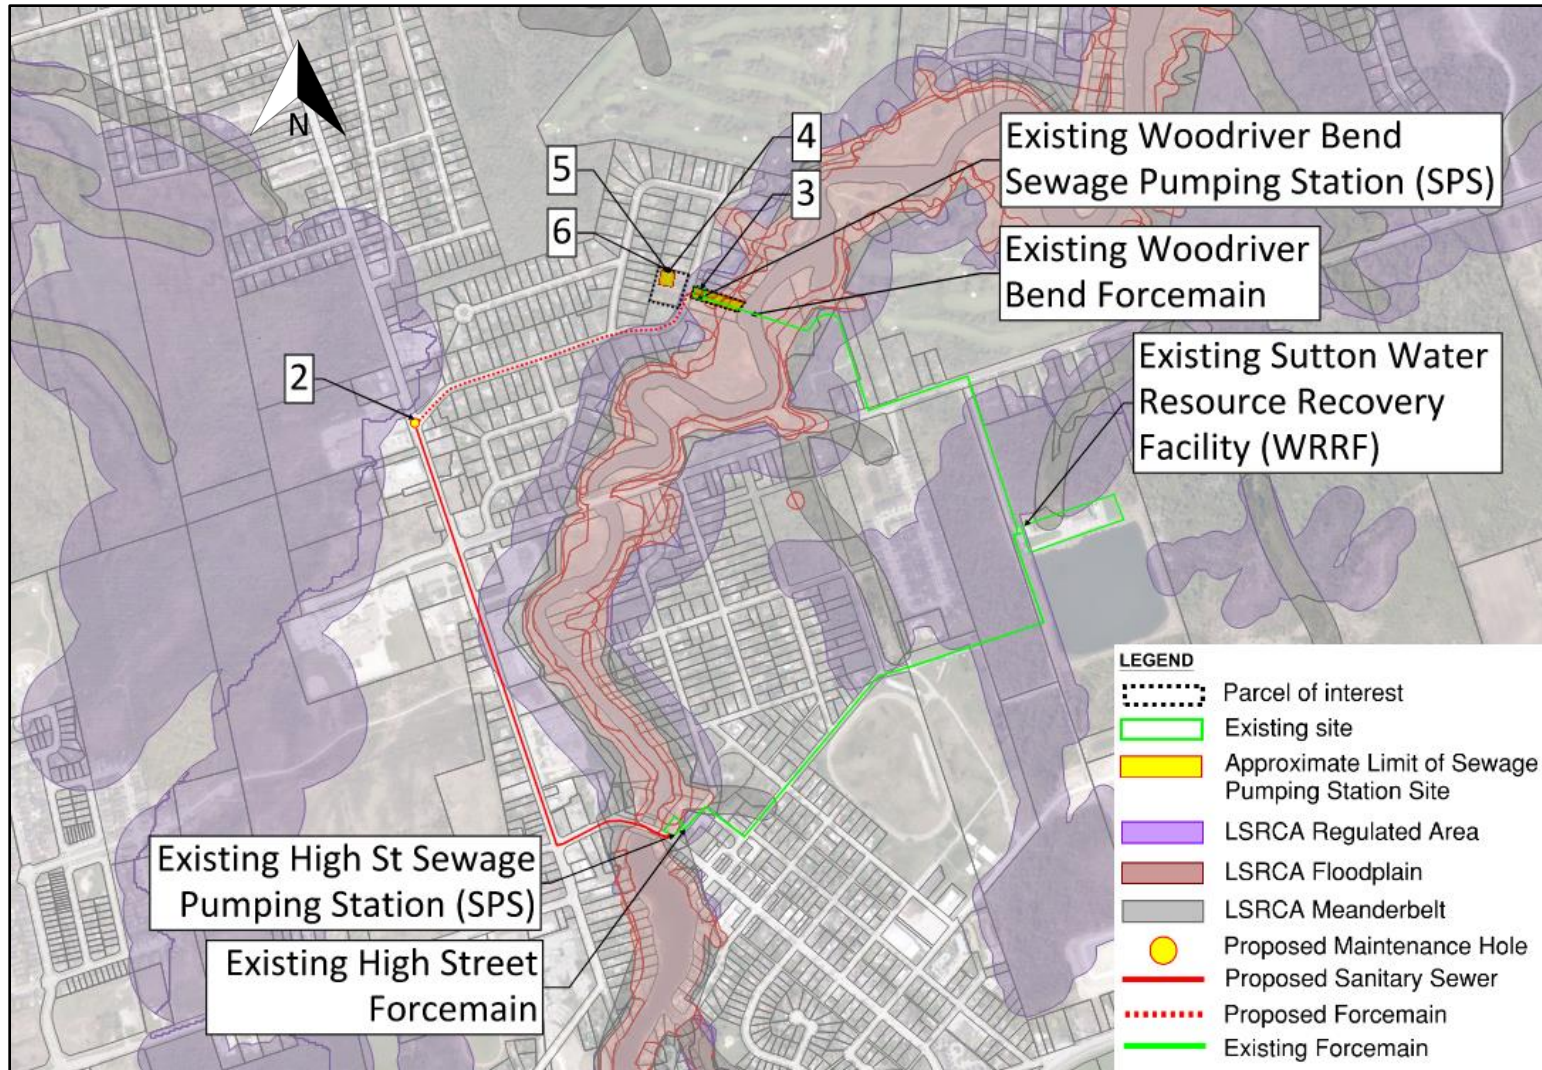 N
4
5
3
6
2
Existing Woodriver Bend
Sewage Pumping Station (SPS)
Existing Woodriver
Bend Forcemain
Existing Sutton Water
Resource Recovery
Facility (WRRF)
Existing High St Sewage
Pumping Station (SPS)
Existing High Street
Forcemain
LEGEND
Parcel of interest
Existing site
Approximate Limit of Sewage
Pumping Station Site
LSRCA Regulated Area
LSRCA Floodplain
LSRCA Meanderbelt
Proposed Maintenance Hole
Proposed Sanitary Sewer
Proposed Forcemain
Existing Forcemain